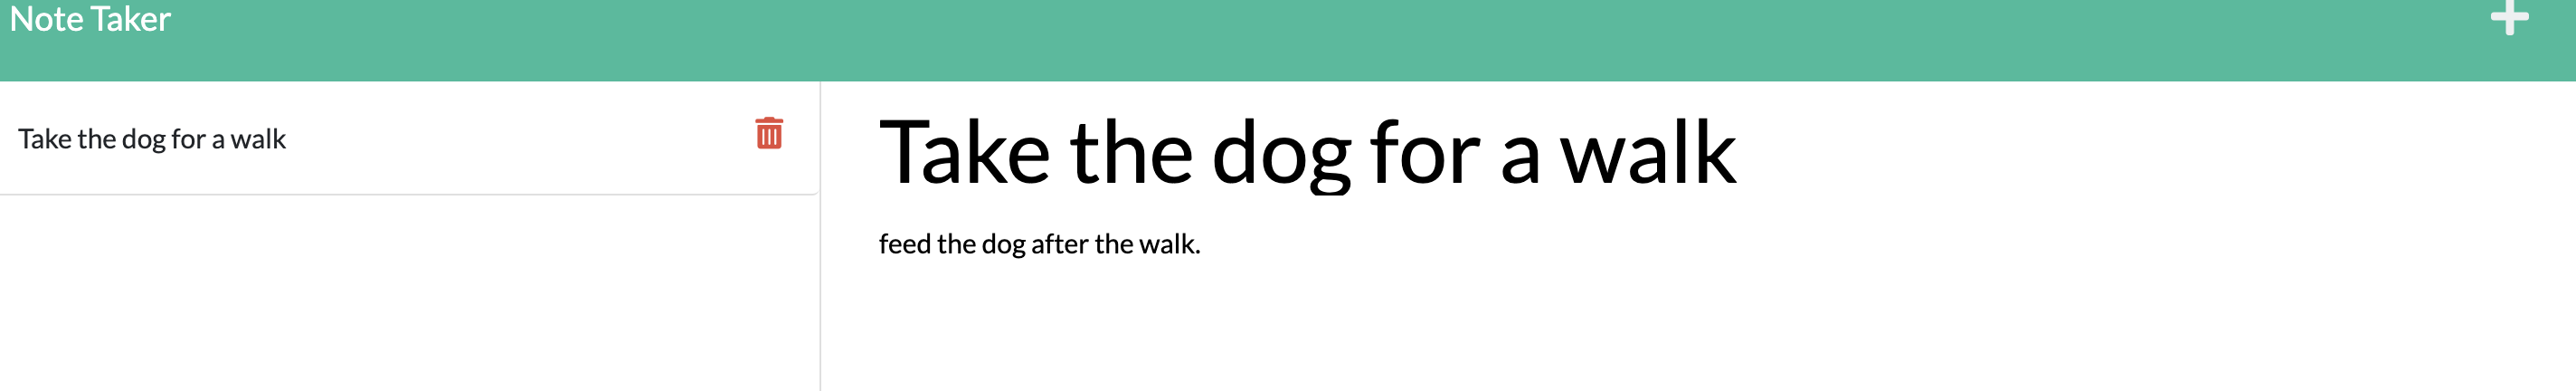 Note Taker
Take the dog for a walk
Take the dog for a walk
feed the dog after the walk.